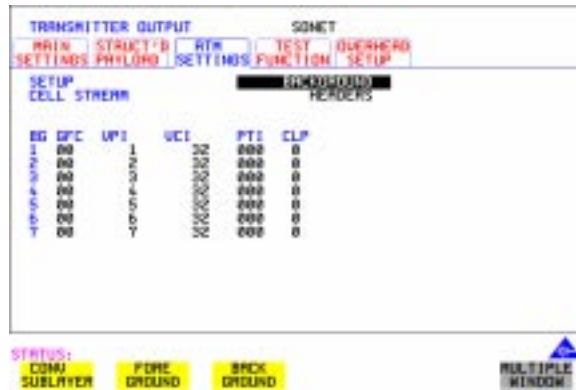 TRANSMITTER OUTPUT SONET
MAIN SETTINGS STRUCT'D PAYLOAD ATM SETTINGS TEST FUNCTION OVERHEAD SETUP
SETUP BACKGROUND
CELL STREAM HEADERS
BG GFC VPI VCI PTI CLP
1 00 1 32 000 0
2 00 2 32 000 0
3 00 3 32 000 0
4 00 4 32 000 0
5 00 5 32 000 0
6 00 6 32 000 0
7 00 7 32 000 0
STATUS:
CONV SUBLAYER FORE GROUND BACK GROUND MULTIPLE WINDOW